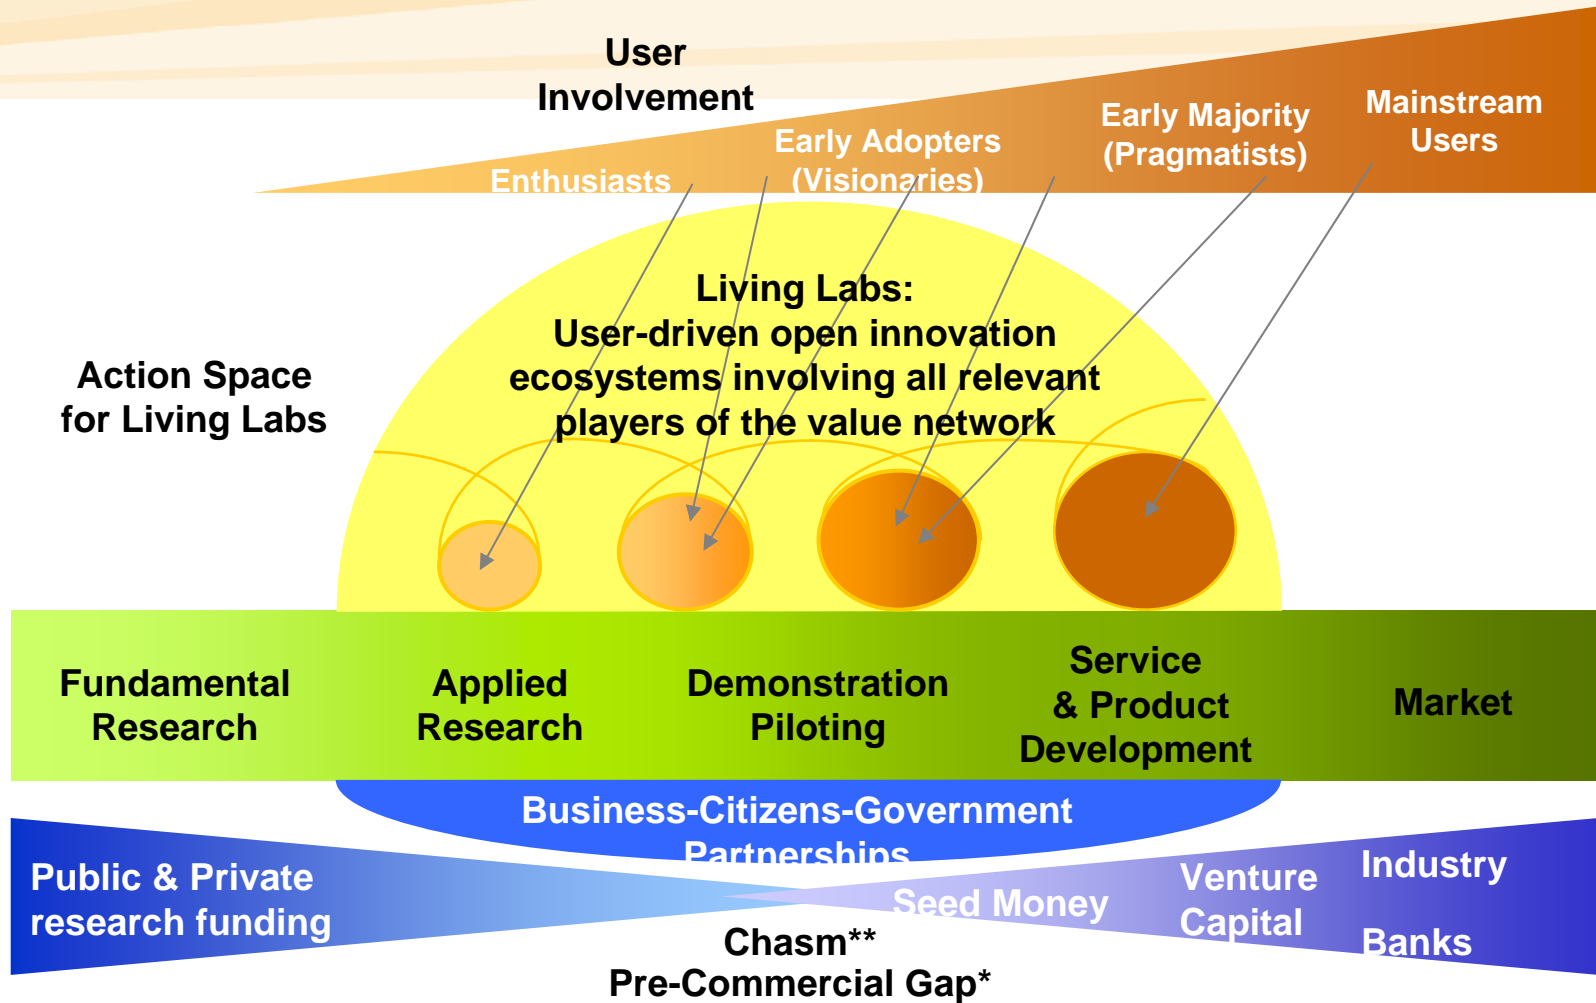 User
Involvement
Enthusiasts
Early Adopters
(Visionaries)
Early Majority
(Pragmatists)
Mainstream
Users
Living Labs:
User-driven open innovation
ecosystems involving all relevant
players of the value network
Action Space
for Living Labs
Fundamental
Research
Applied
Research
Demonstration
Piloting
Service
& Product
Development
Market
Business-Citizens-Government
Partnerships
Public & Private
research funding
Seed Money
Venture
Capital
Industry
Banks
Chasm**
Pre-Commercial Gap*